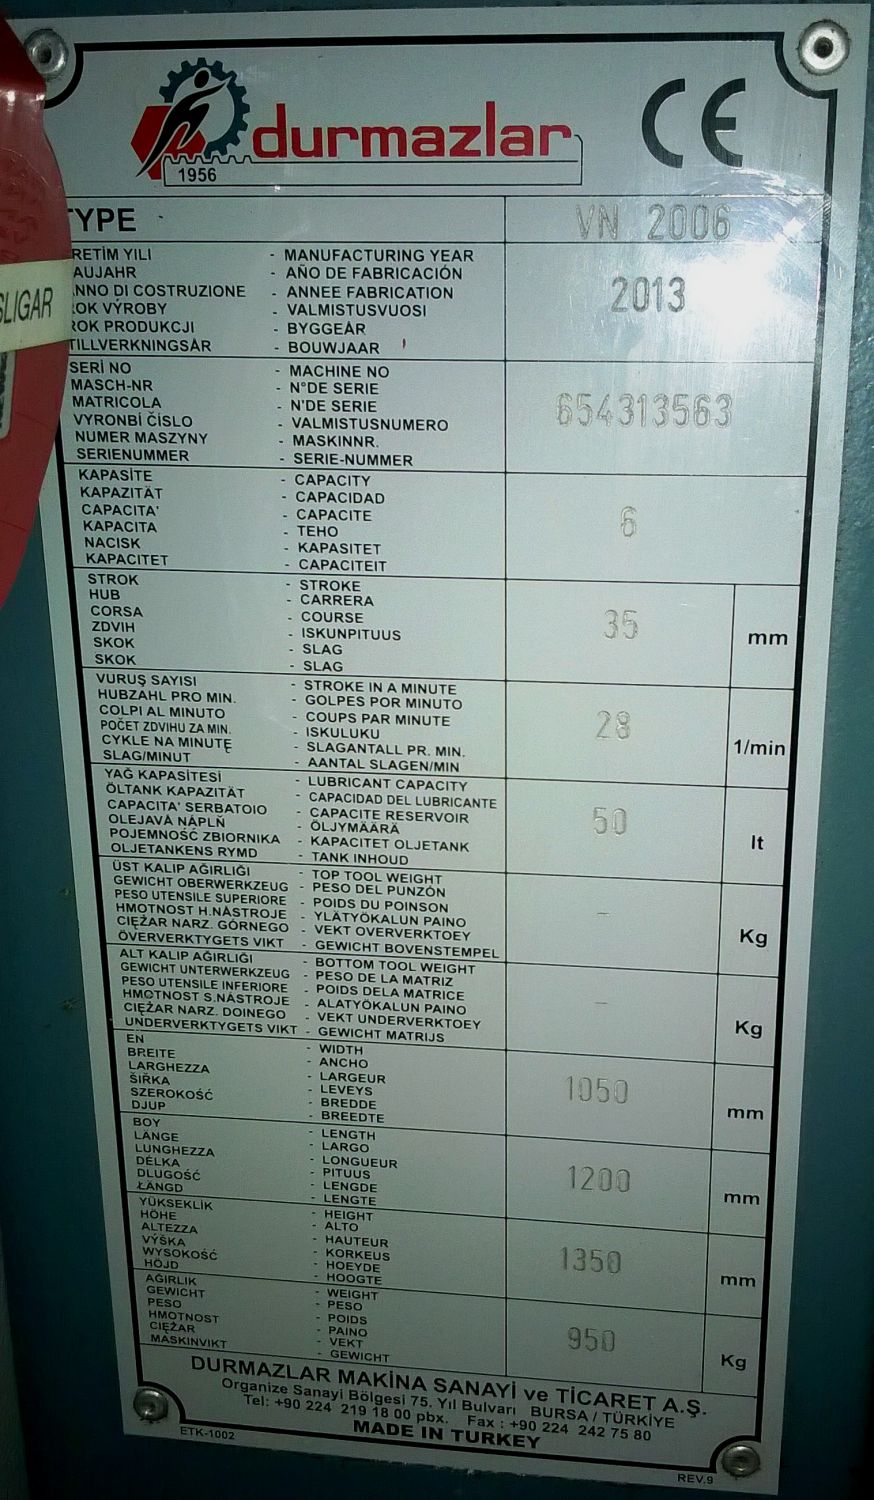 durmazlar
1956
CE
SLIGAR
TYPE VN 2006
RETİM YILI - MANUFACTURING YEAR
AUJAHR - AÑO DE FABRICACIÓN
NNO DI COSTRUZIONE - ANNEE FABRICATION 2013
ROK VÝROBY - VALMISTUSVUOSI
ROK PRODUKCJI - BYGGEÅR
TILLVERKNINGSÅR - BOUWJAAR
SERİ NO - MACHINE NO
MASCH-NR - N°DE SERIE
MATRICOLA - N'DE SERIE 654313563
VYRONBÍ ČÍSLO - VALMISTUSNUMERO
NUMER MASZYNY - MASKINNR.
SERIENUMMER - SERIE-NUMMER
KAPASİTE - CAPACITY
KAPAZITÄT - CAPACIDAD
CAPACITA' - CAPACITE 6
KAPACITA - TEHO
NACISK - KAPASITET
KAPACITET - CAPACITEIT
STROK - STROKE
HUB - CARRERA
CORSA - COURSE 35 mm
ZDVIH - ISKUNPITUUS
SKOK - SLAG
SKOK - SLAG
VURUŞ SAYISI - STROKE IN A MINUTE
HUBZAHL PRO MIN. - GOLPES POR MINUTO
COLPI AL MINUTO - COUPS PAR MINUTE 28 1/min
POČET ZDVIHU ZA MIN. - ISKULUKU
CYKLE NA MINUTĘ - SLAGANTALL PR. MIN.
SLAG/MINUT - AANTAL SLAGEN/MIN
YAĞ KAPASİTESİ - LUBRICANT CAPACITY
ÖLTANK KAPAZITÄT - CAPACIDAD DEL LUBRICANTE
CAPACITA' SERBATOIO - CAPACITE RESERVOIR 50 lt
OLEJAVÁ NÁPLŇ - ÖLJYMÄÄRÄ
POJEMNOŚĆ ZBIORNIKA - KAPACITET OLJETANK
OLJETANKENS RYMD - TANK INHOUD
ÜST KALIP AĞIRLIĞI - TOP TOOL WEIGHT
GEWICHT OBERWERKZEUG - PESO DEL PUNZÓN
PESO UTENSILE SUPERIORE - POIDS DU POINSON - Kg
HMOTNOST H.NÁSTROJE - YLÄTYÖKALUN PAINO
CIĘŻAR NARZ. GÓRNEGO - VEKT OVERVERKTOEY
ÖVERVERKTYGETS VIKT - GEWICHT BOVENSTEMPEL
ALT KALIP AĞIRLIĞI - BOTTOM TOOL WEIGHT
GEWICHT UNTERWERKZEUG - PESO DE LA MATRIZ
PESO UTENSILE INFERIORE - POIDS DELA MATRICE - Kg
HMOTNOST S.NÁSTROJE - ALATYÖKALUN PAINO
CIĘŻAR NARZ. DOINEGO - VEKT UNDERVERKTOEY
UNDERVERKTYGETS VIKT - GEWICHT MATRIJS
EN - WIDTH
BREITE - ANCHO
LARGHEZZA - LARGEUR 1050 mm
ŠIŘKA - LEVEYS
SZEROKOŚĆ - BREDDE
DJUP - BREEDTE
BOY - LENGTH
LÄNGE - LARGO
LUNGHEZZA - LONGUEUR 1200 mm
DÉLKA - PITUUS
DLUGOŚĆ - LENGDE
ŁÄNGD - LENGTE
YÜKSEKLİK - HEIGHT
HÖHE - ALTO
ALTEZZA - HAUTEUR 1350 mm
VÝŠKA - KORKEUS
WYSOKOŚĆ - HOEYDE
HÖJD - HOOGTE
AĞIRLIK - WEIGHT
GEWICHT - PESO
PESO - POIDS 950 Kg
HMOTNOST - PAINO
CIĘŻAR - VEKT
MASKINVIKT - GEWICHT
DURMAZLAR MAKİNA SANAYİ ve TİCARET A.Ş.
Organize Sanayi Bölgesi 75. Yıl Bulvarı BURSA / TÜRKİYE
Tel: +90 224 219 18 00 pbx. Fax : +90 224 242 75 80
MADE IN TURKEY
ETK-1002
REV.9